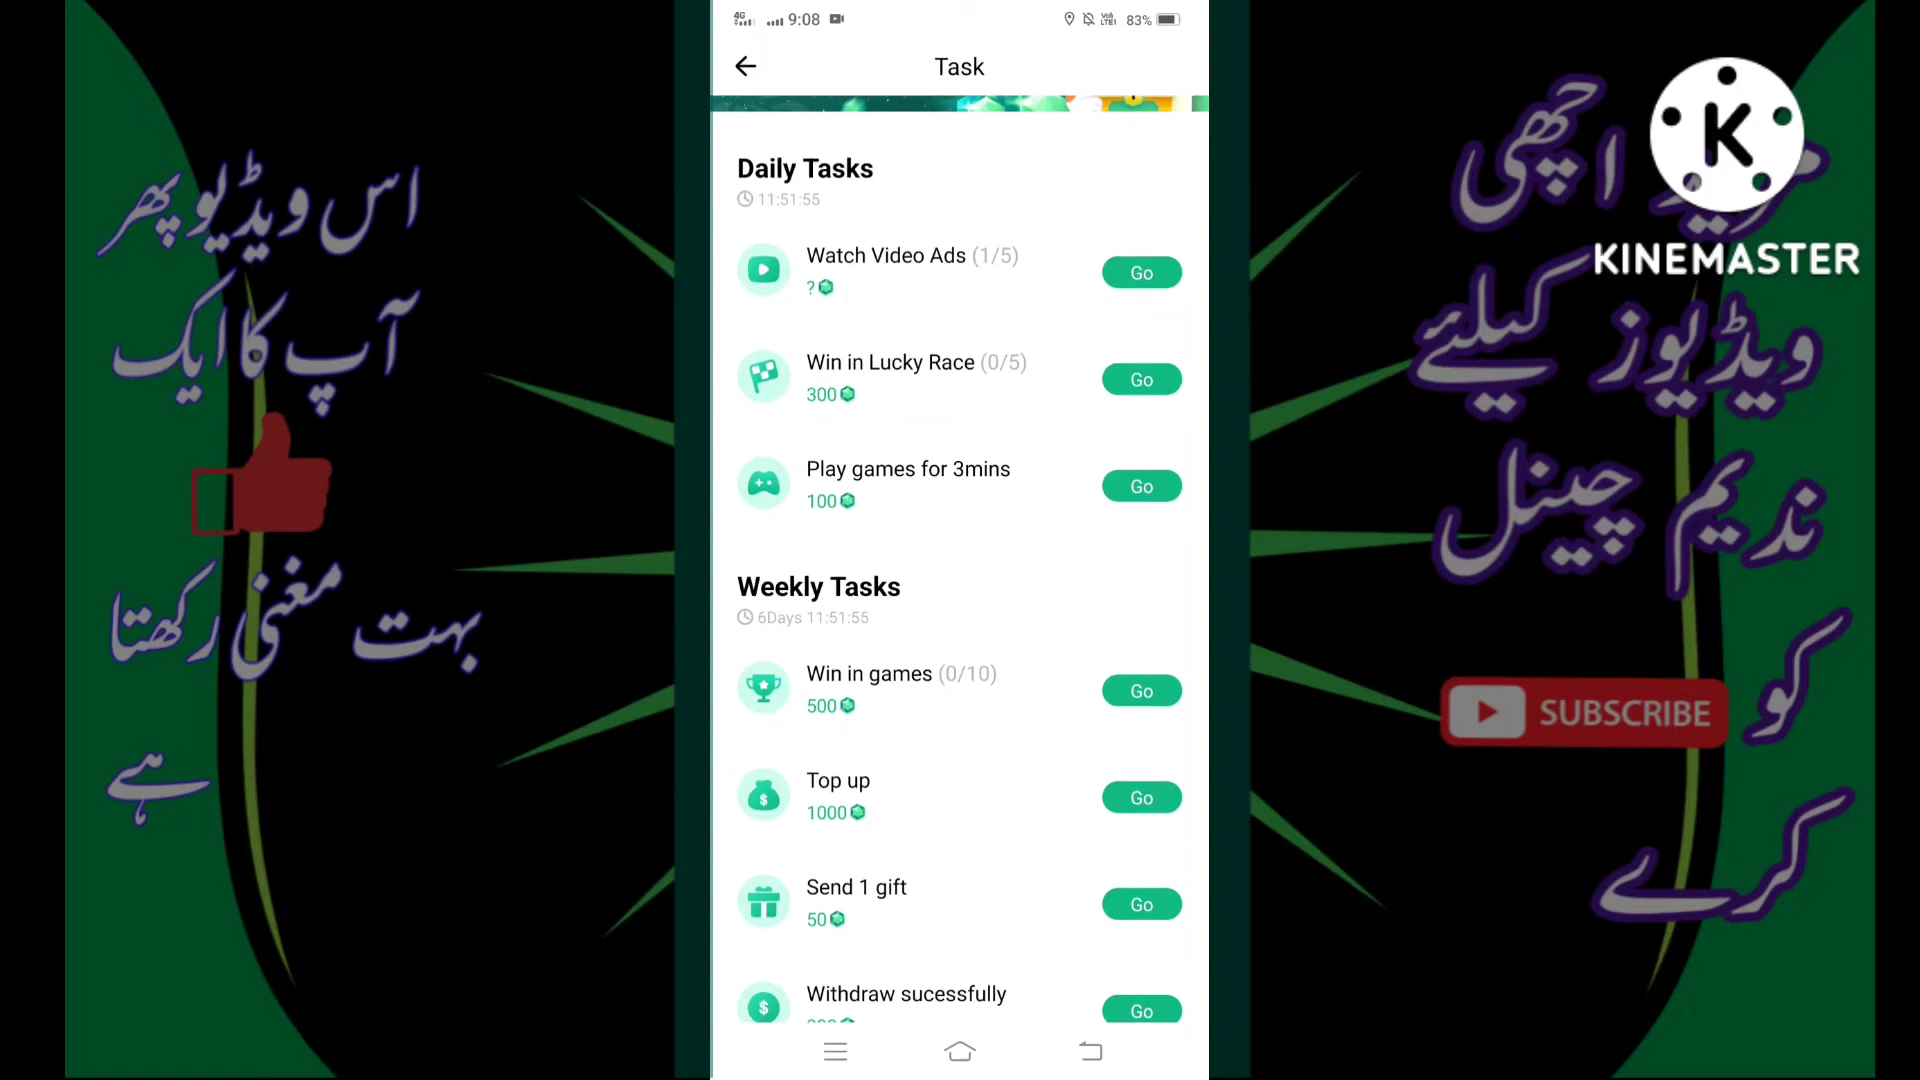 4G 9:08 83%
Task
Daily Tasks
11:51:55
Watch Video Ads (1/5)
?
Go
Win in Lucky Race (0/5)
300
Go
Play games for 3mins
100
Go
Weekly Tasks
6Days 11:51:55
Win in games (0/10)
500
Go
Top up
1000
Go
Send 1 gift
50
Go
Withdraw sucessfully
Go
اس ویڈیو پھر
آپ کا ایک
بہت مغنی رکھتا
ہے
اچھی
ویڈیوز کیلئے
ندیم چینل
کو
کرے
K
KINEMASTER
SUBSCRIBE